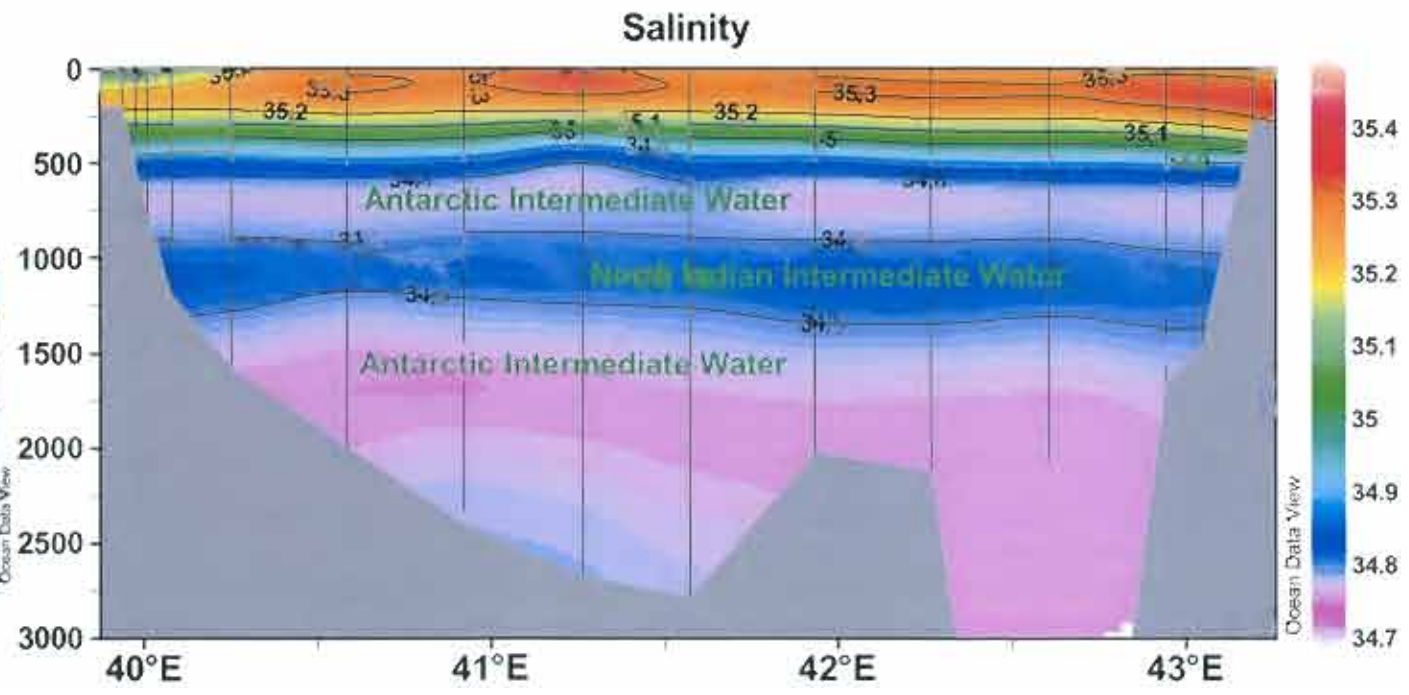 Salinity
0
500
1000
1500
2000
2500
3000
35.3
35.3
35.2
35.2
35.1
Antarctic Intermediate Water
North Indian Intermediate Water
Antarctic Intermediate Water
40°E
41°E
42°E
43°E
35.4
35.3
35.2
35.1
35
34.9
34.8
34.7
Ocean Data View
Ocean Data View